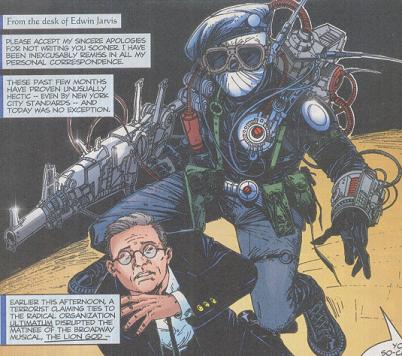 From the desk of Edwin Jarvis
PLEASE ACCEPT MY SINCERE APOLOGIES
FOR NOT WRITING YOU SOONER. I HAVE
BEEN INEXCUSABLY REMISS IN ALL MY
PERSONAL CORRESPONDENCE.
THESE PAST FEW MONTHS
HAVE PROVEN UNUSUALLY
HECTIC -- EVEN BY NEW YORK
CITY STANDARDS -- AND
TODAY WAS NO EXCEPTION.
EARLIER THIS AFTERNOON, A
TERRORIST CLAIMING TIES TO
THE RADICAL ORGANIZATION
ULTIMATUM DISRUPTED THE
MATINEE OF THE BROADWAY
MUSICAL, THE LION GOD --